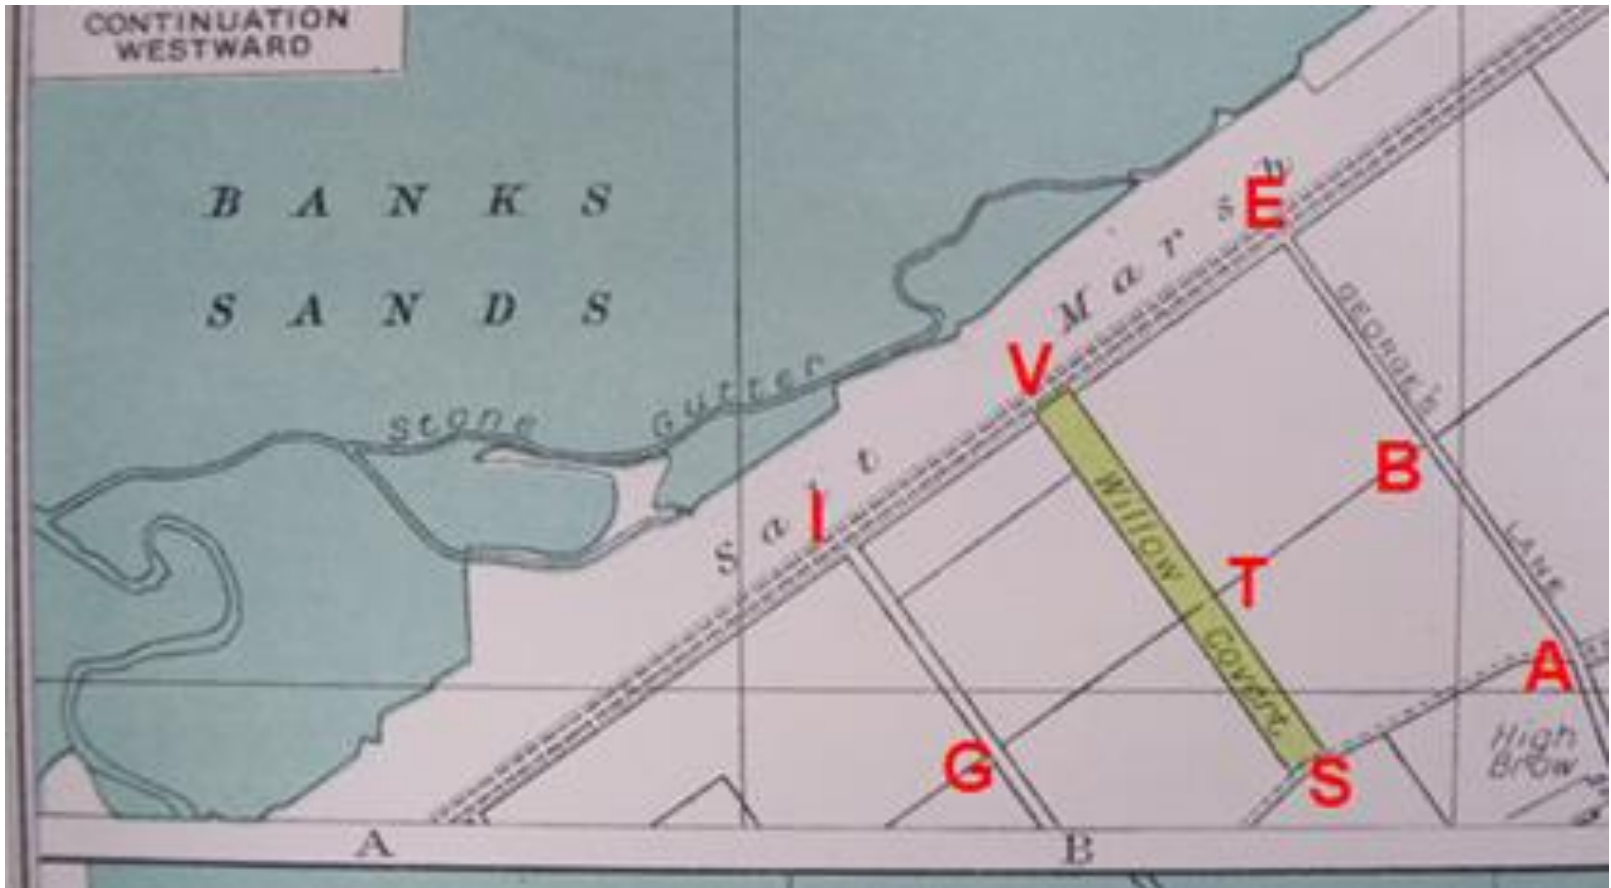 CONTINUATION
WESTWARD
BANKS
SANDS
Stone Gutter
Salt Marsh
E
V
I
GEORGE'S LANE
B
Willow Covert
T
A
G
S
High
Brow
A
B